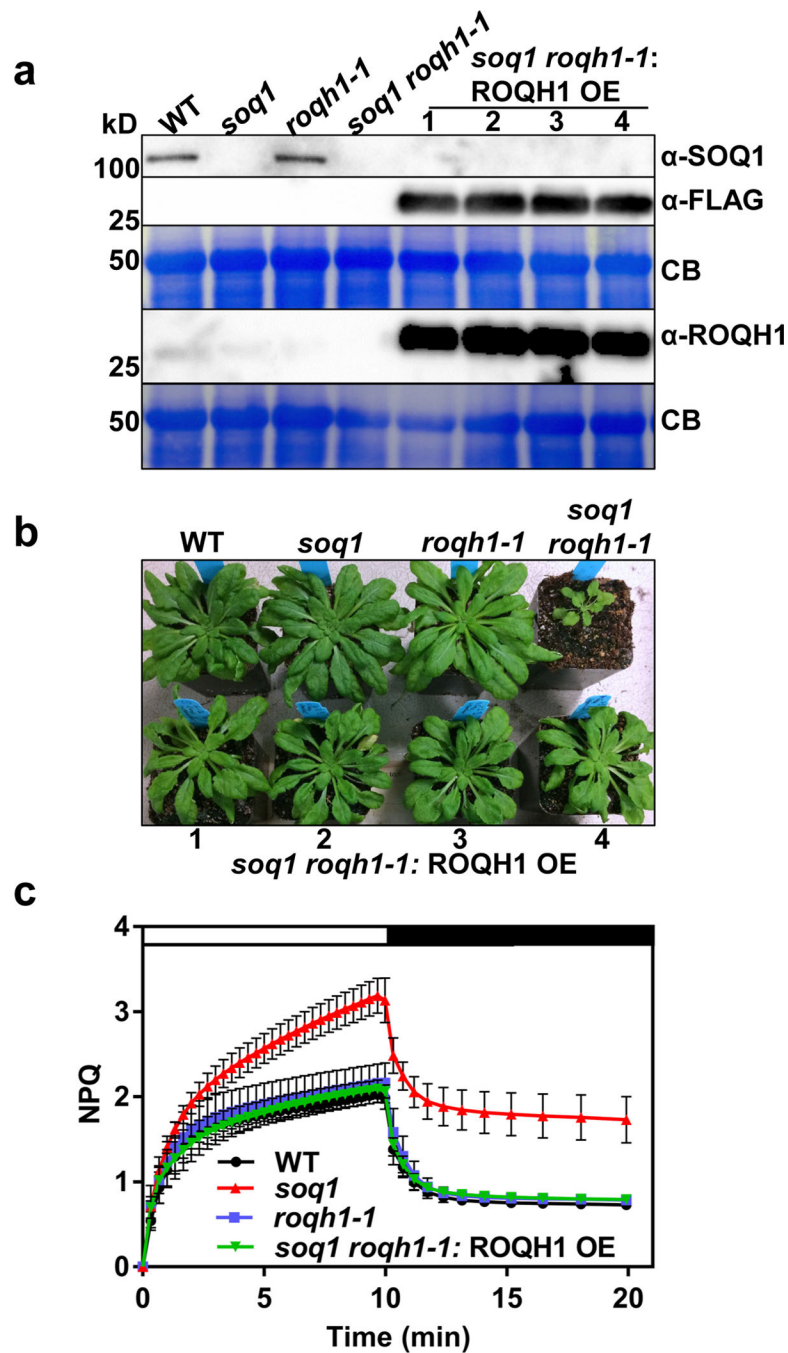 a
WT
soq1
roqh1-1
soq1 roqh1-1
soq1 roqh1-1:
ROQH1 OE
kD
1 2 3 4
100
α-SOQ1
25
α-FLAG
50
CB
25
α-ROQH1
50
CB
b
WT soq1 roqh1-1 soq1
roqh1-1
1 2 3 4
soq1 roqh1-1: ROQH1 OE
c
4
3
2
1
0
NPQ
WT
soq1
roqh1-1
soq1 roqh1-1: ROQH1 OE
0 5 10 15 20
Time (min)